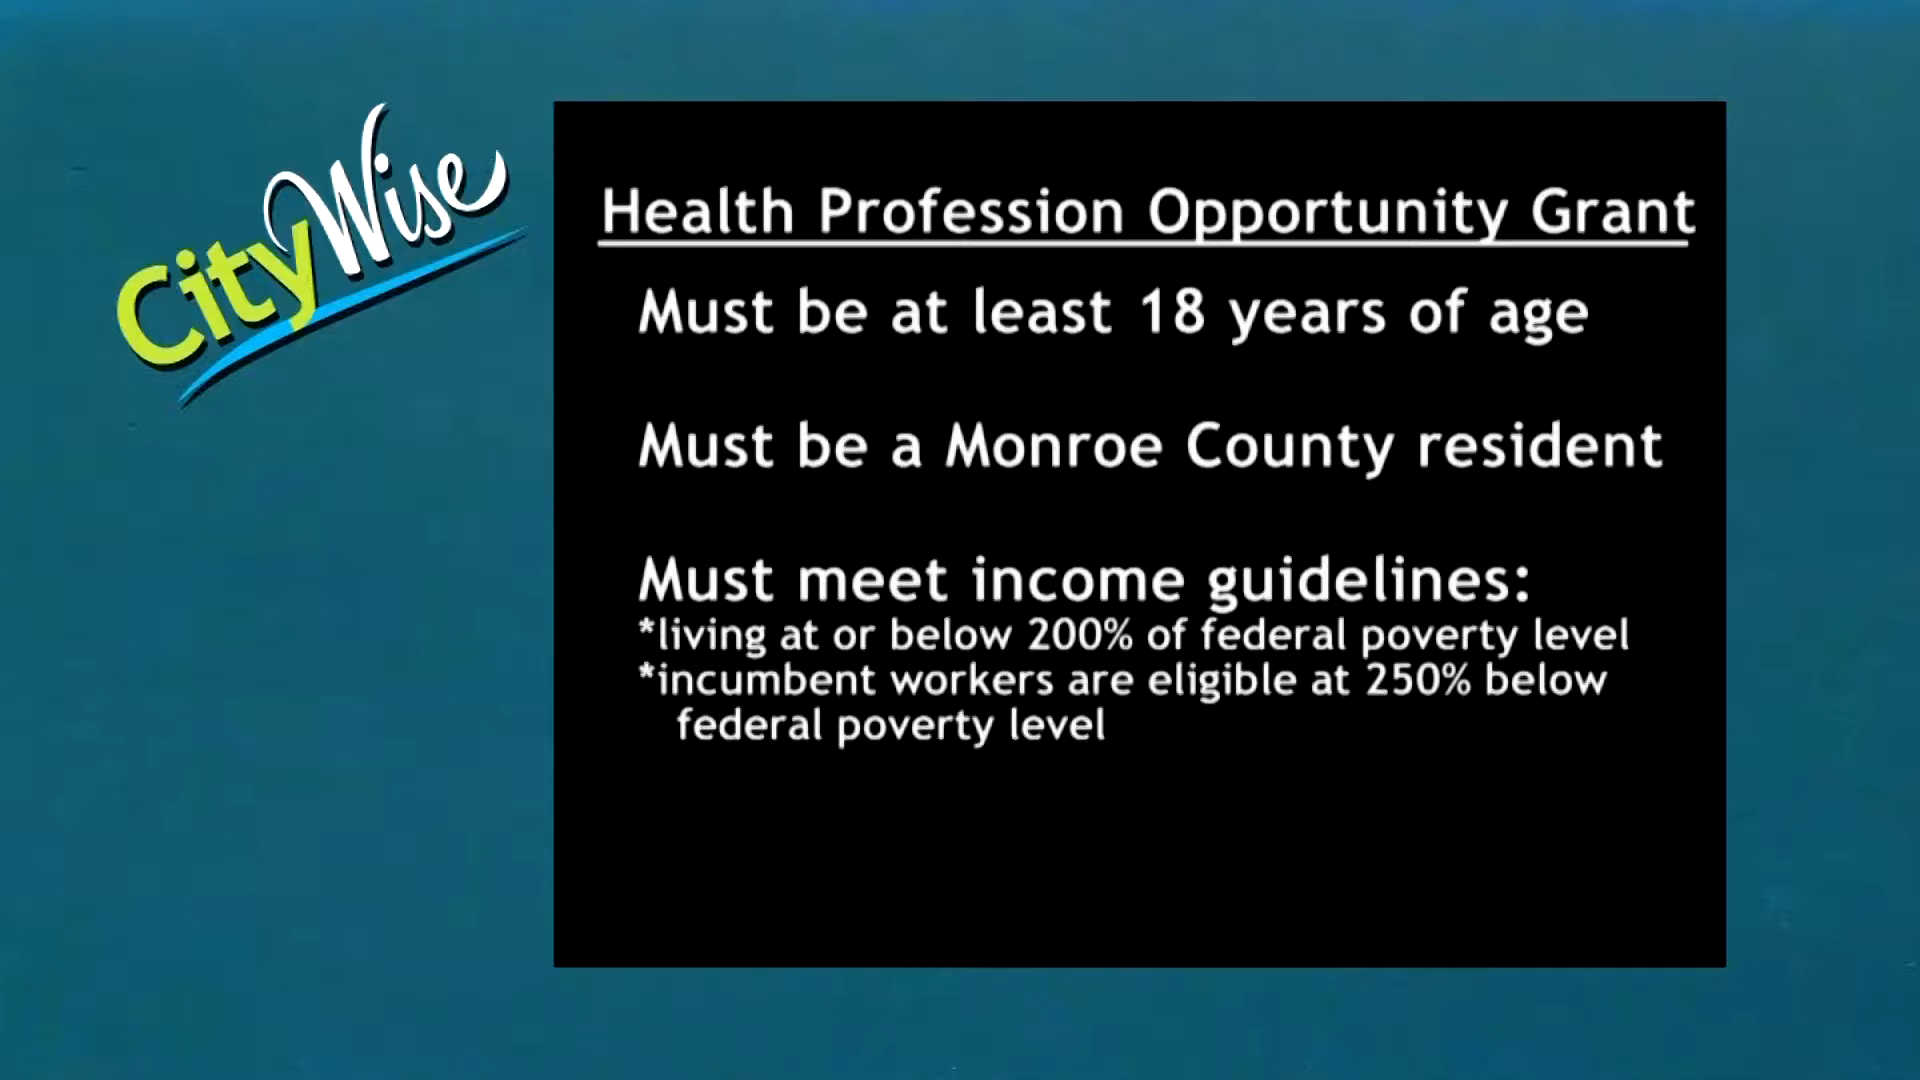 CityWise
Health Profession Opportunity Grant
Must be at least 18 years of age
Must be a Monroe County resident
Must meet income guidelines:
*living at or below 200% of federal poverty level
*incumbent workers are eligible at 250% below
federal poverty level